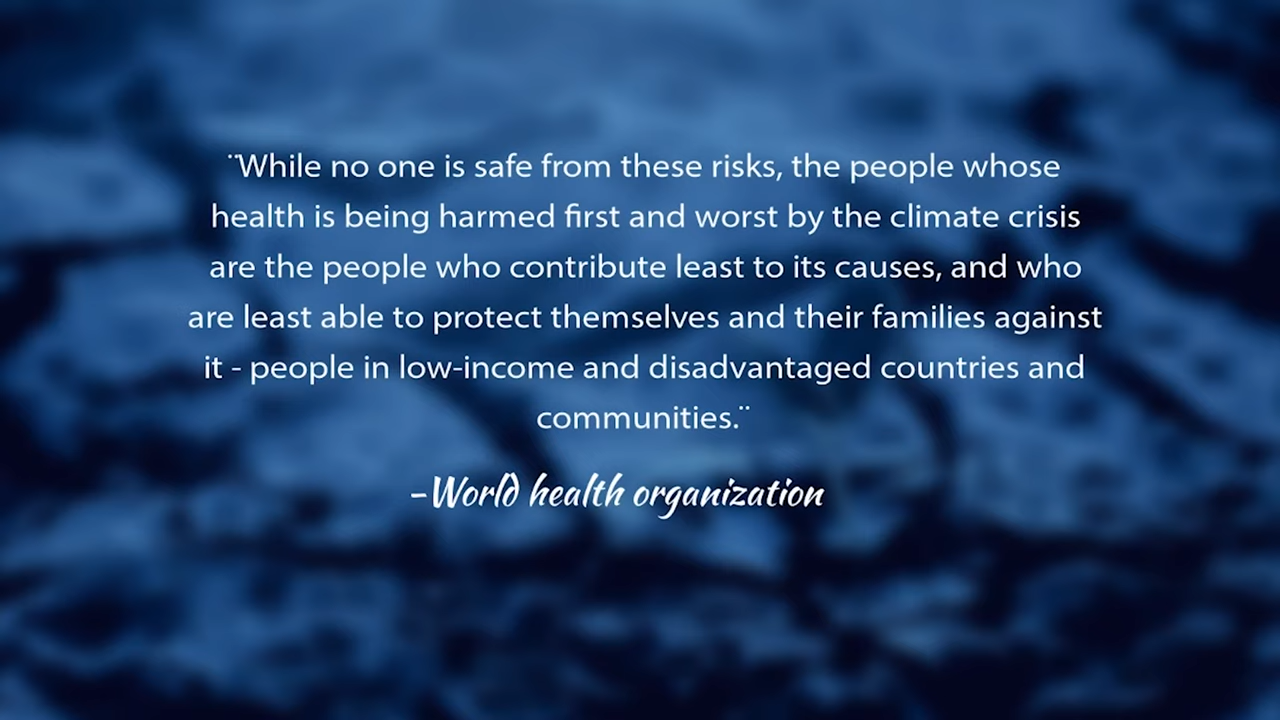 ¨While no one is safe from these risks, the people whose
health is being harmed first and worst by the climate crisis
are the people who contribute least to its causes, and who
are least able to protect themselves and their families against
it - people in low-income and disadvantaged countries and
communities.¨
-World health organization